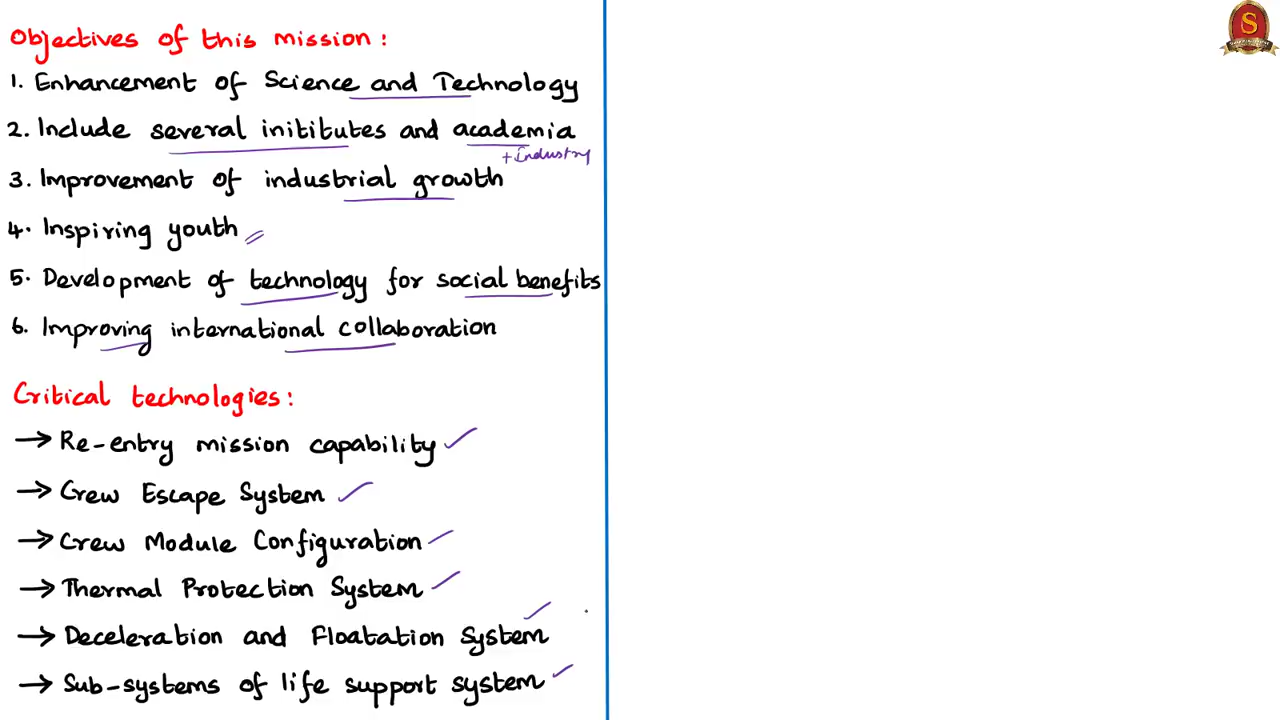 Objectives of this mission:
1. Enhancement of Science and Technology
2. Include several inititutes and academia
+Industry
3. Improvement of industrial growth
4. Inspiring youth
5. Development of technology for social benefits
6. Improving international collaboration
Critical technologies:
→ Re-entry mission capability ✓
→ Crew Escape System ✓
→ Crew Module Configuration ✓
→ Thermal Protection System ✓
→ Deceleration and Floatation System ✓
→ Sub-systems of life support system ✓
S